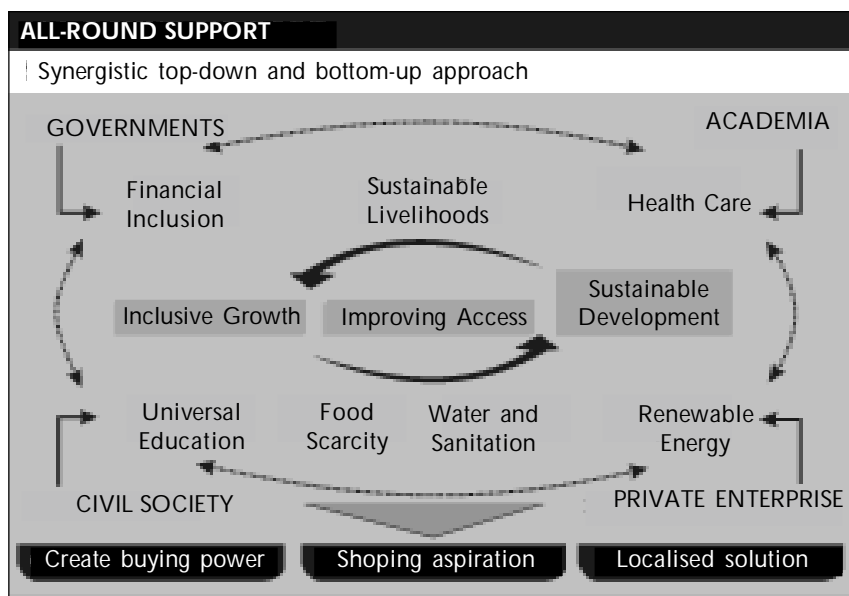 ALL-ROUND SUPPORT
Synergistic top-down and bottom-up approach
GOVERNMENTS
ACADEMIA
Financial
Inclusion
Sustainable
Livelihoods
Health Care
Inclusive Growth
Improving Access
Sustainable
Development
Universal
Education
Food
Scarcity
Water and
Sanitation
Renewable
Energy
CIVIL SOCIETY
PRIVATE ENTERPRISE
Create buying power
Shoping aspiration
Localised solution